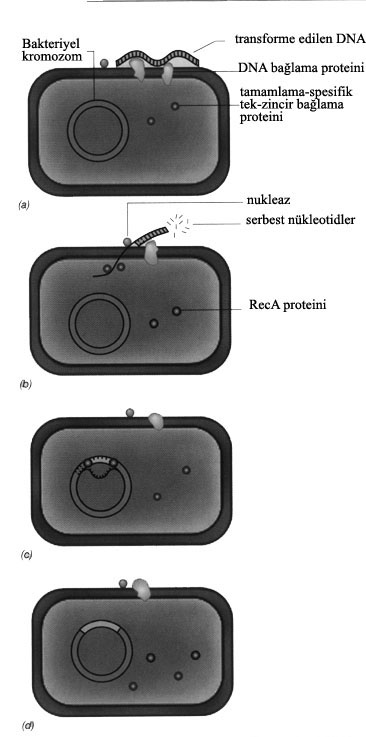 Bakteriyel
kromozom
transforme edilen DNA
DNA bağlama proteini
tamamlama-spesifik
tek-zincir bağlama
proteini
(a)
nukleaz
serbest nükleotidler
RecA proteini
(b)
(c)
(d)